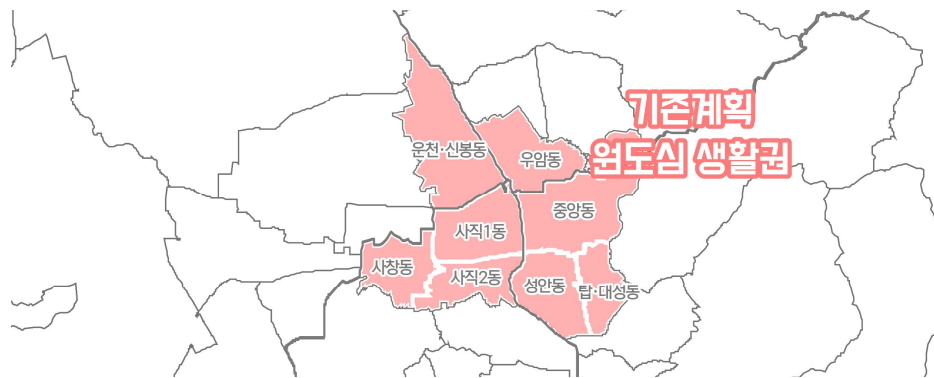 기존계획
원도심 생활권
운천·신봉동
우암동
중앙동
사직1동
사창동
사직2동
성안동
탑·대성동